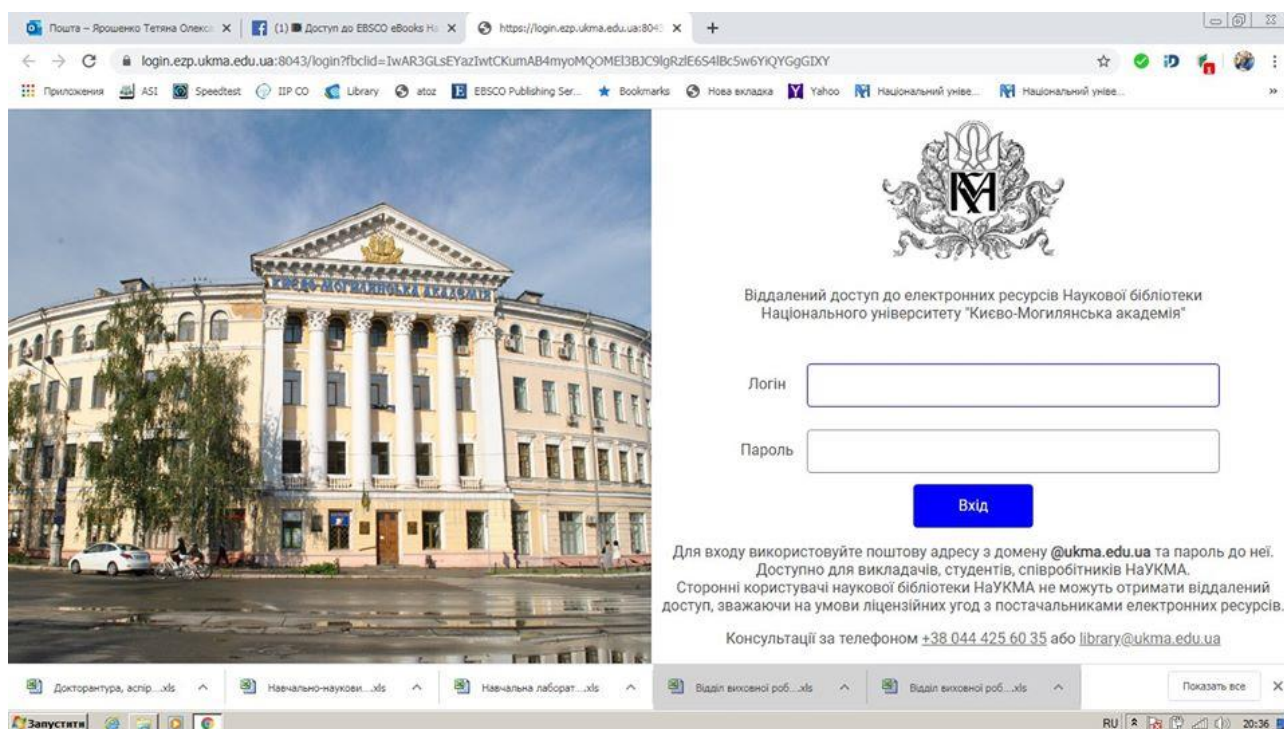 Пошта – Ярошенко Тетяна Олекса
(1) Доступ до EBSCO eBooks На
https://login.ezp.ukma.edu.ua:8043
login.ezp.ukma.edu.ua:8043/login?fbclid=IwAR3GLsEYazIwtCKumAB4myoMQOMEl3BJC9lgRzlE6S4lBc5w6YiQYGgGIXY
Приложения ASI Speedtest IIP CO Library atoz EBSCO Publishing Ser... Bookmarks Нова вкладка Yahoo Національний уніве... Національний уніве... »
КИЄВО-МОГИЛЯНСЬКА АКАДЕМІЯ
Віддалений доступ до електронних ресурсів Наукової бібліотеки
Національного університету "Києво-Могилянська академія"
Логін
Пароль
Вхід
Для входу використовуйте поштову адресу з домену @ukma.edu.ua та пароль до неї.
Доступно для викладачів, студентів, співробітників НаУКМА.
Сторонні користувачі наукової бібліотеки НаУКМА не можуть отримати віддалений
доступ, зважаючи на умови ліцензійних угод з постачальниками електронних ресурсів.
Консультації за телефоном +38 044 425 60 35 або library@ukma.edu.ua
Докторантура, аспір....xls Навчально-наукови...xls Навчальна лаборат....xls Відділ виховної роб....xls Відділ виховної роб....xls Показать все
Запустити RU 20:36